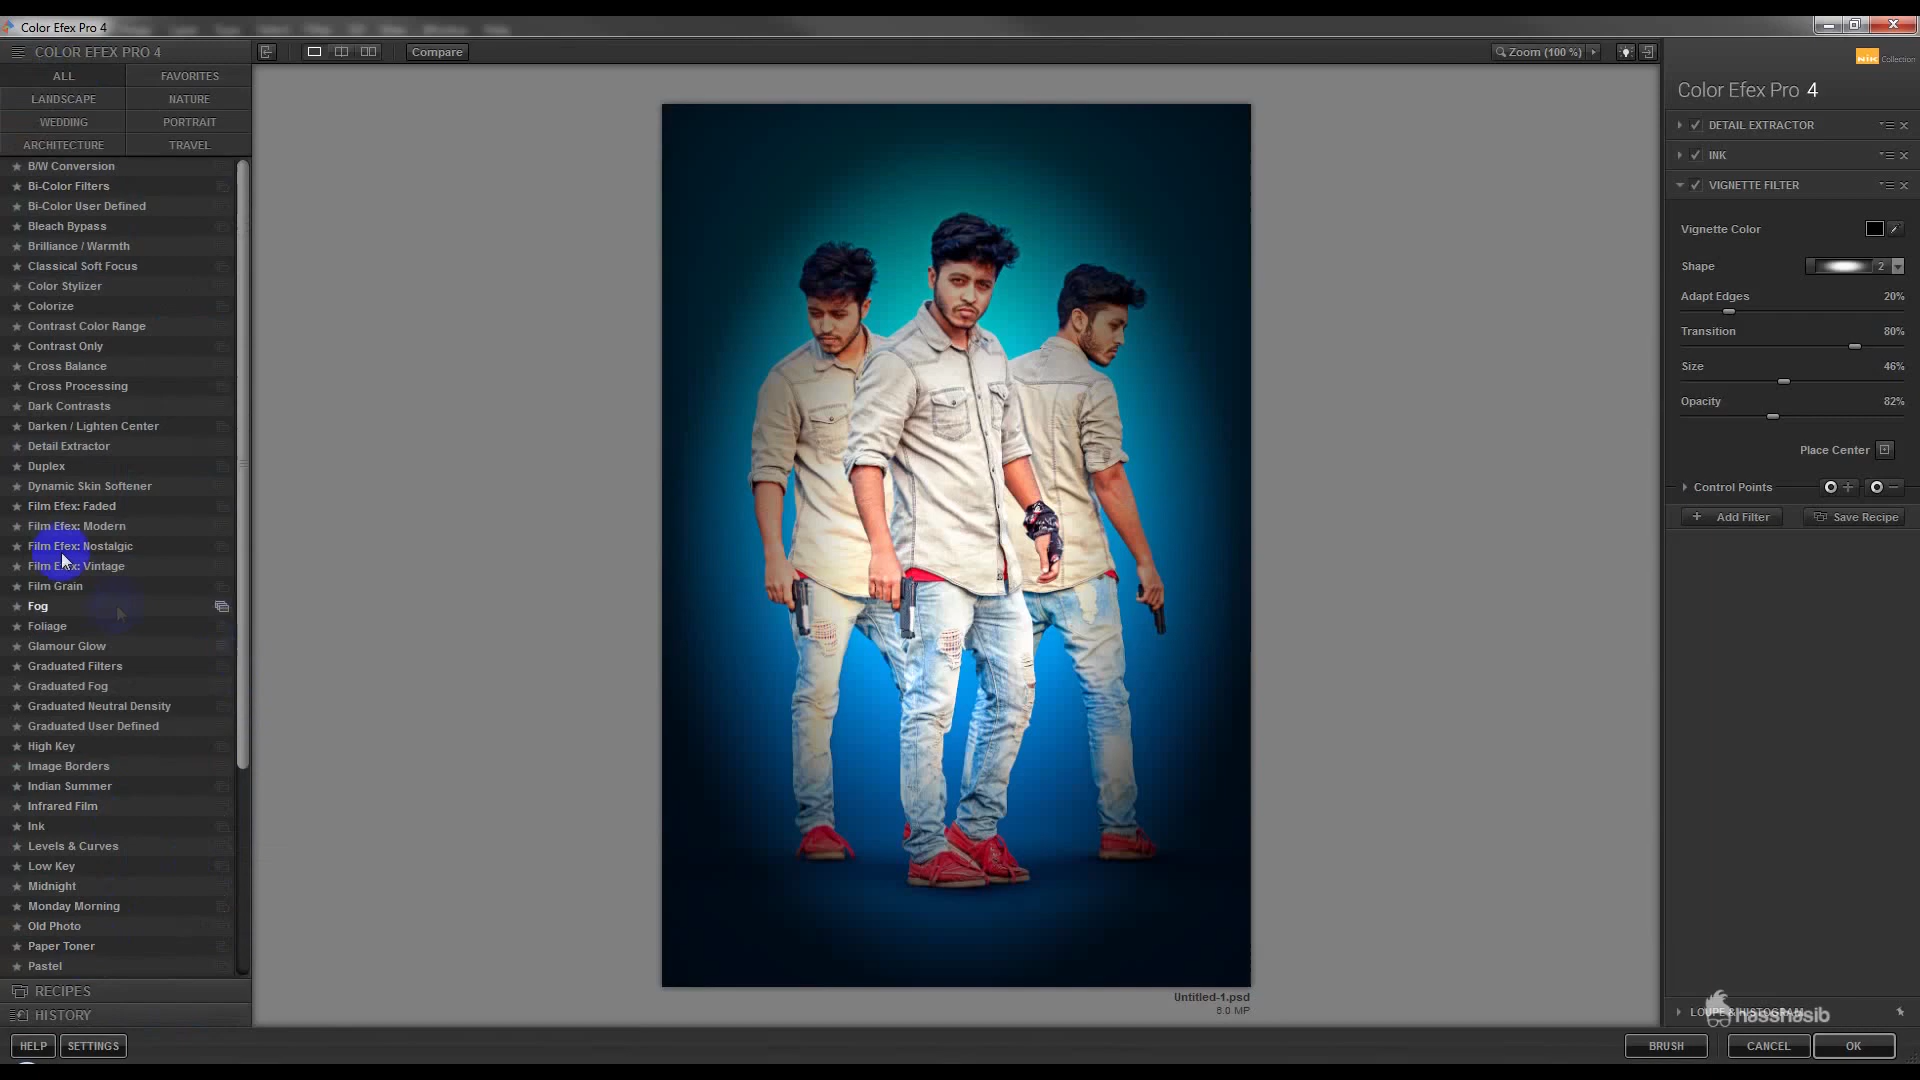 Color Efex Pro 4
COLOR EFEX PRO 4
ALL
FAVORITES
LANDSCAPE
NATURE
WEDDING
PORTRAIT
ARCHITECTURE
TRAVEL
B/W Conversion
Bi-Color Filters
Bi-Color User Defined
Bleach Bypass
Brilliance / Warmth
Classical Soft Focus
Color Stylizer
Colorize
Contrast Color Range
Contrast Only
Cross Balance
Cross Processing
Dark Contrasts
Darken / Lighten Center
Detail Extractor
Duplex
Dynamic Skin Softener
Film Efex: Faded
Film Efex: Modern
Film Efex: Nostalgic
Film Efex: Vintage
Film Grain
Fog
Foliage
Glamour Glow
Graduated Filters
Graduated Fog
Graduated Neutral Density
Graduated User Defined
High Key
Image Borders
Indian Summer
Infrared Film
Ink
Levels & Curves
Low Key
Midnight
Monday Morning
Old Photo
Paper Toner
Pastel
RECIPES
HISTORY
HELP
SETTINGS
Compare
Zoom (100 %)
Untitled-1.psd
6.0 MP
Nik Collection
Color Efex Pro 4
DETAIL EXTRACTOR
INK
VIGNETTE FILTER
Vignette Color
Shape 2
Adapt Edges 20%
Transition 80%
Size 46%
Opacity 82%
Place Center
Control Points
+ Add Filter
Save Recipe
LOUPE & HISTOGRAM
hasshasib
BRUSH
CANCEL
OK